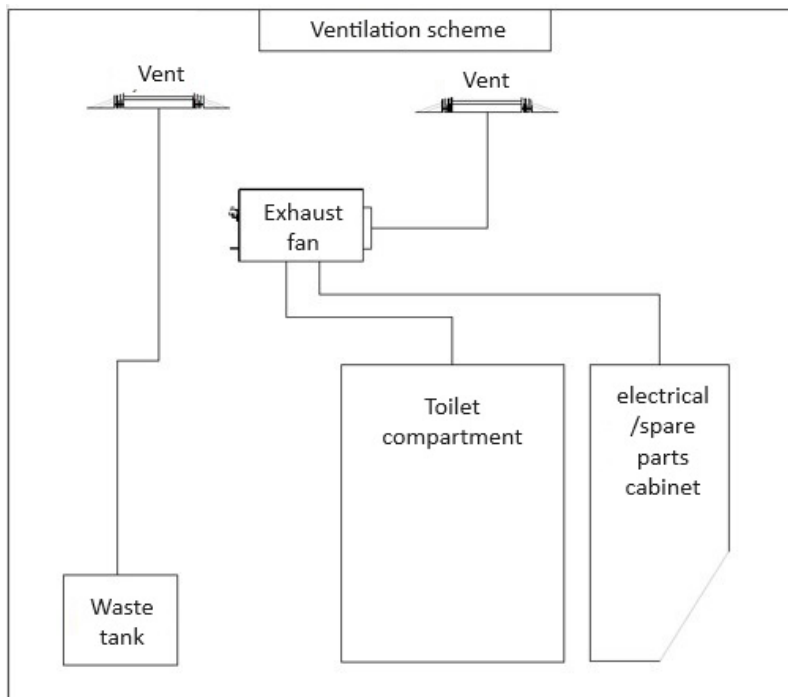 Ventilation scheme
Vent
Vent
Exhaust
fan
Toilet
compartment
electrical
/spare
parts
cabinet
Waste
tank